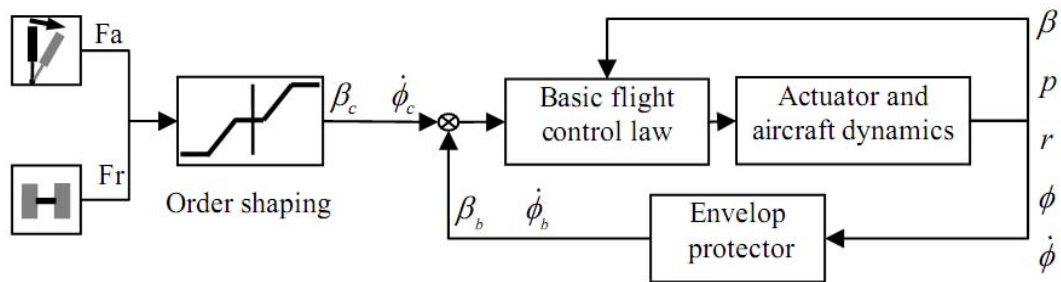 Fa
Fr
Order shaping
β_c ϕ̇_c
β_b ϕ̇_b
Basic flight
control law
Actuator and
aircraft dynamics
Envelop
protector
β
p
r
ϕ
ϕ̇